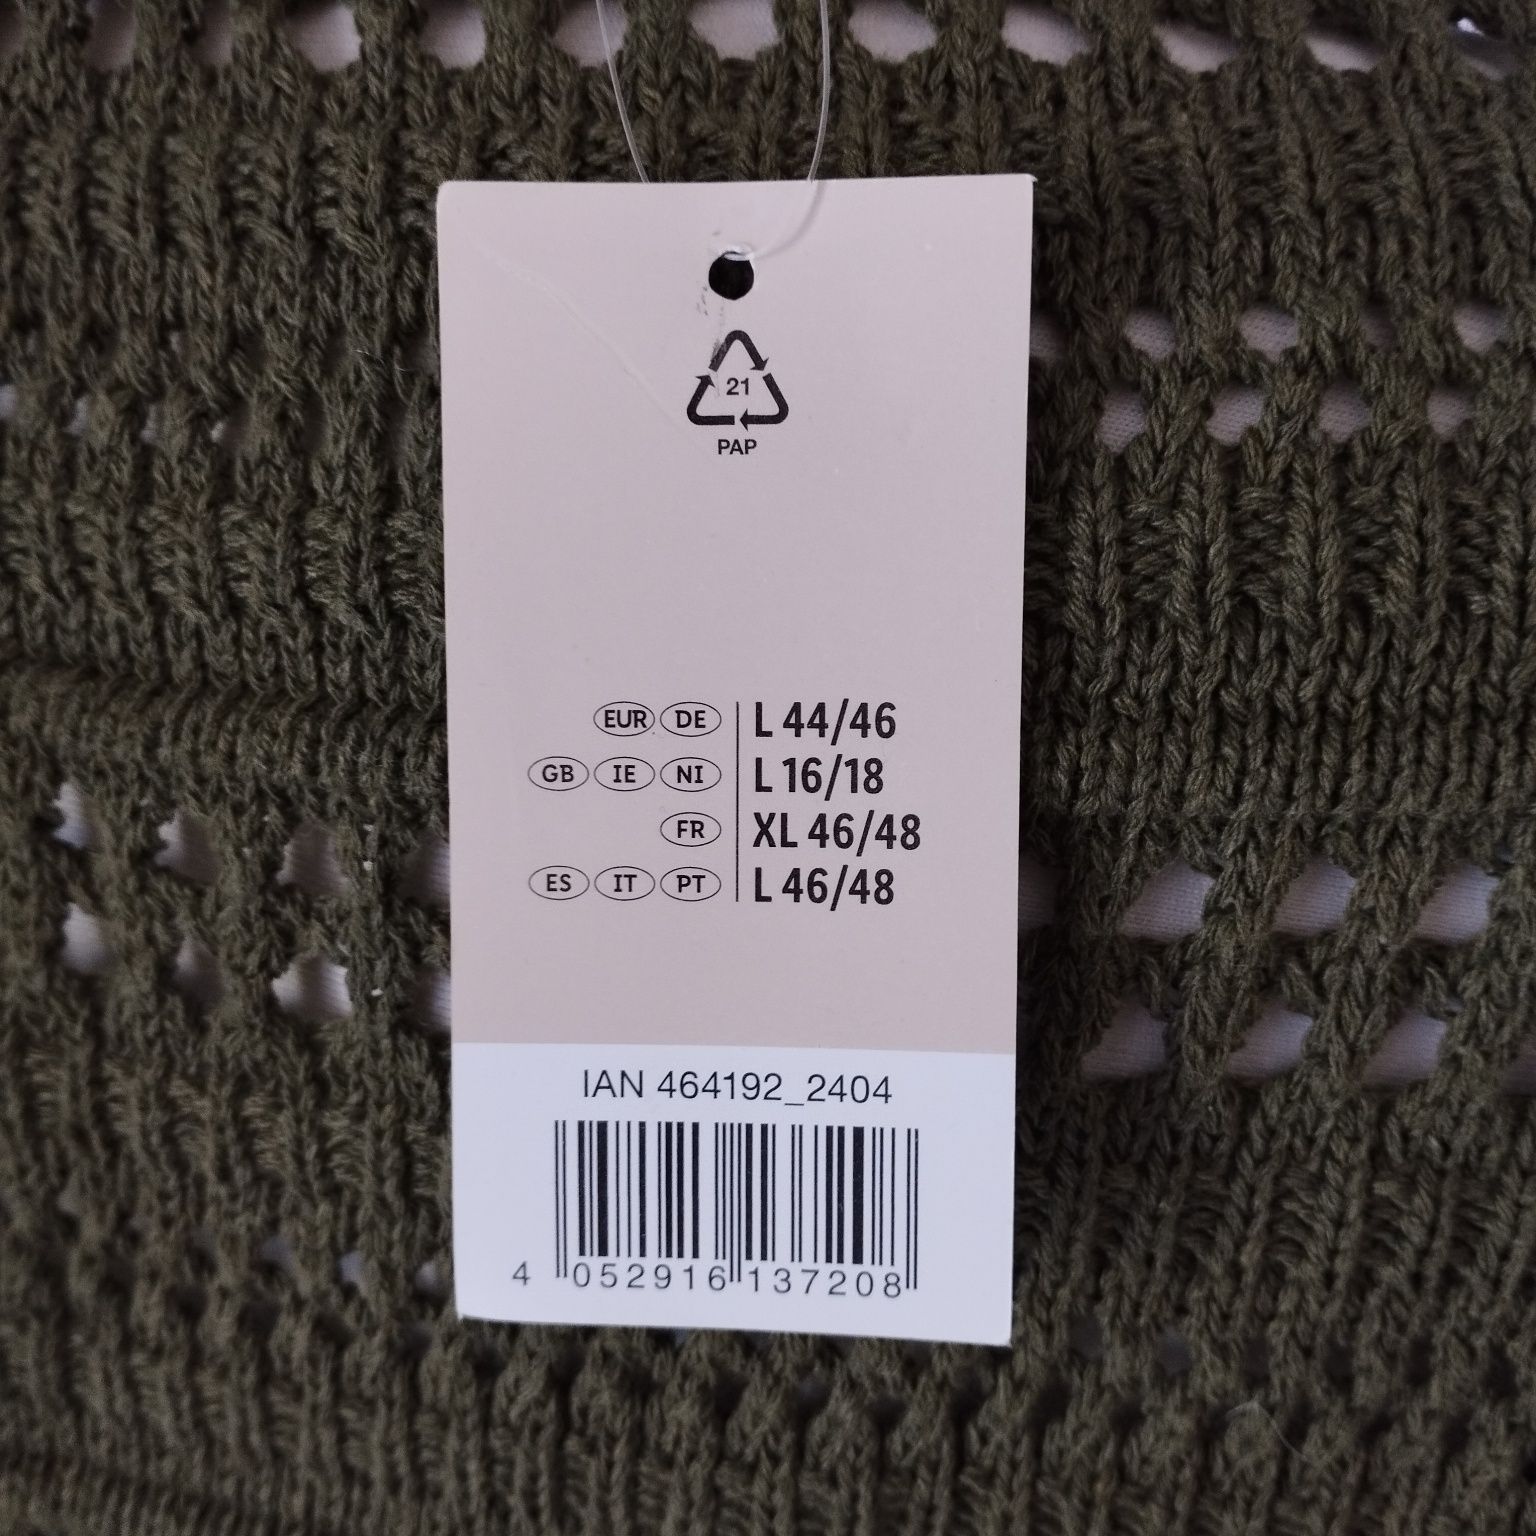 21
PAP
EUR DE L 44/46
GB IE NI L 16/18
FR XL 46/48
ES IT PT L 46/48
IAN 464192_2404
4 052916 137208